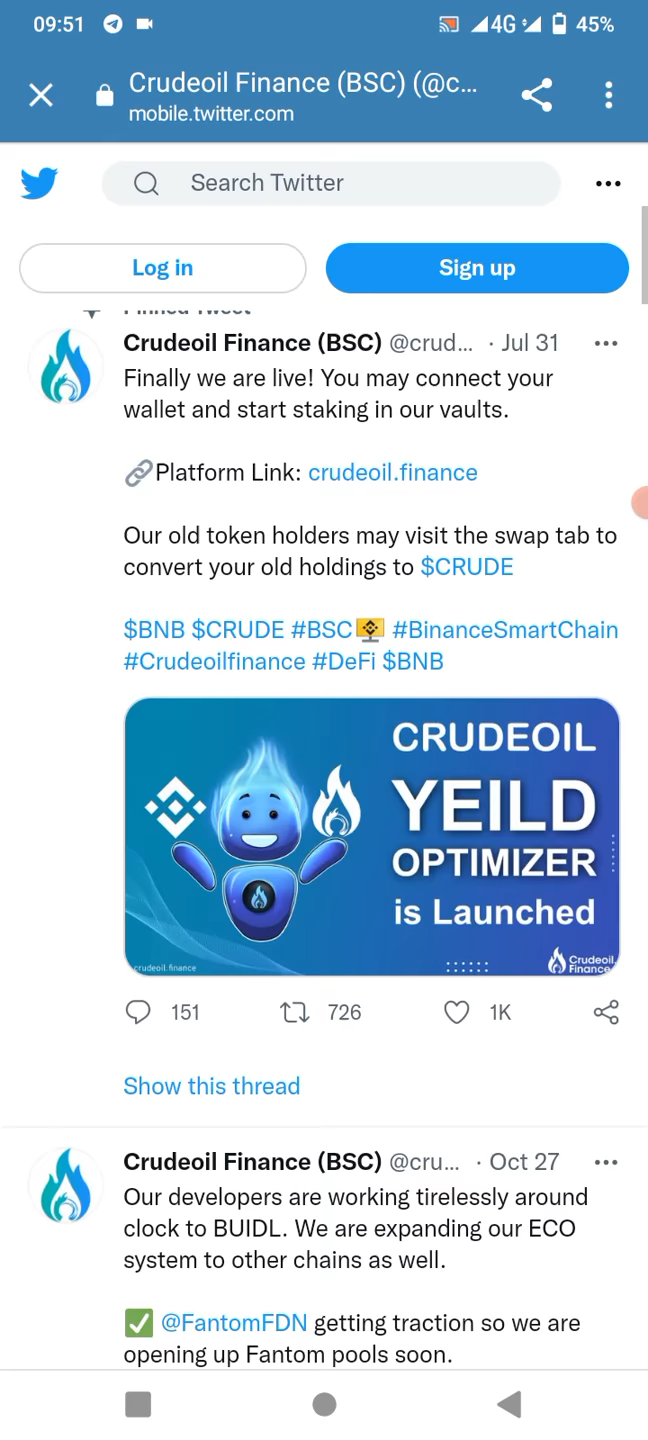 09:51
4G 45%
Crudeoil Finance (BSC) (@c...
mobile.twitter.com
Search Twitter
Log in
Sign up
Pinned Tweet
Crudeoil Finance (BSC) @crud... · Jul 31
Finally we are live! You may connect your
wallet and start staking in our vaults.
🔗Platform Link: crudeoil.finance
Our old token holders may visit the swap tab to
convert your old holdings to $CRUDE
$BNB $CRUDE #BSC #BinanceSmartChain
#Crudeoilfinance #DeFi $BNB
CRUDEOIL
YEILD
OPTIMIZER
is Launched
crudeoil.finance
Crudeoil
Finance
151
726
1K
Show this thread
Crudeoil Finance (BSC) @cru... · Oct 27
Our developers are working tirelessly around
clock to BUIDL. We are expanding our ECO
system to other chains as well.
✅ @FantomFDN getting traction so we are
opening up Fantom pools soon.